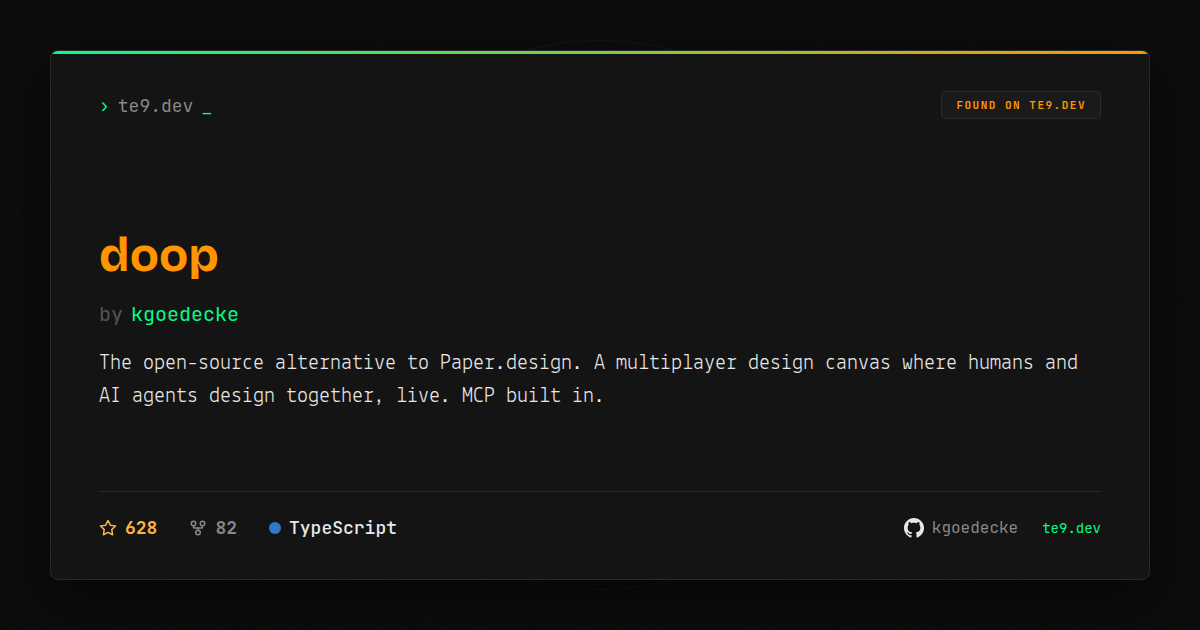 › te9.dev _
FOUND ON TE9.DEV
doop
by kgoedecke
The open-source alternative to Paper.design. A multiplayer design canvas where humans and
AI agents design together, live. MCP built in.
628 82 TypeScript
kgoedecke te9.dev